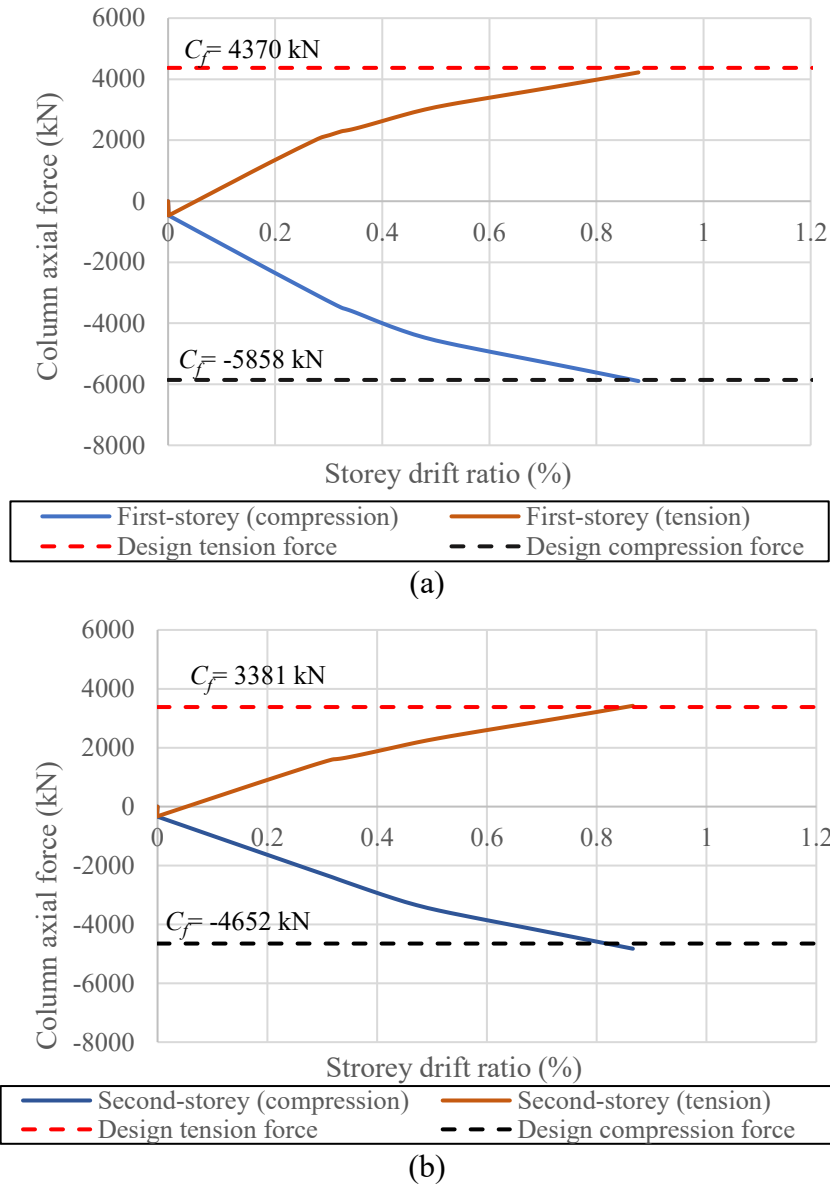 6000
C_f= 4370 kN
4000
2000
0
0 0.2 0.4 0.6 0.8 1 1.2
-2000
-4000
C_f= -5858 kN
-6000
-8000
Column axial force (kN)
Storey drift ratio (%)
First-storey (compression) First-storey (tension)
Design tension force Design compression force
(a)
6000
C_f= 3381 kN
4000
2000
0
0 0.2 0.4 0.6 0.8 1 1.2
-2000
C_f= -4652 kN
-4000
-6000
-8000
Column axial force (kN)
Strorey drift ratio (%)
Second-storey (compression) Second-storey (tension)
Design tension force Design compression force
(b)